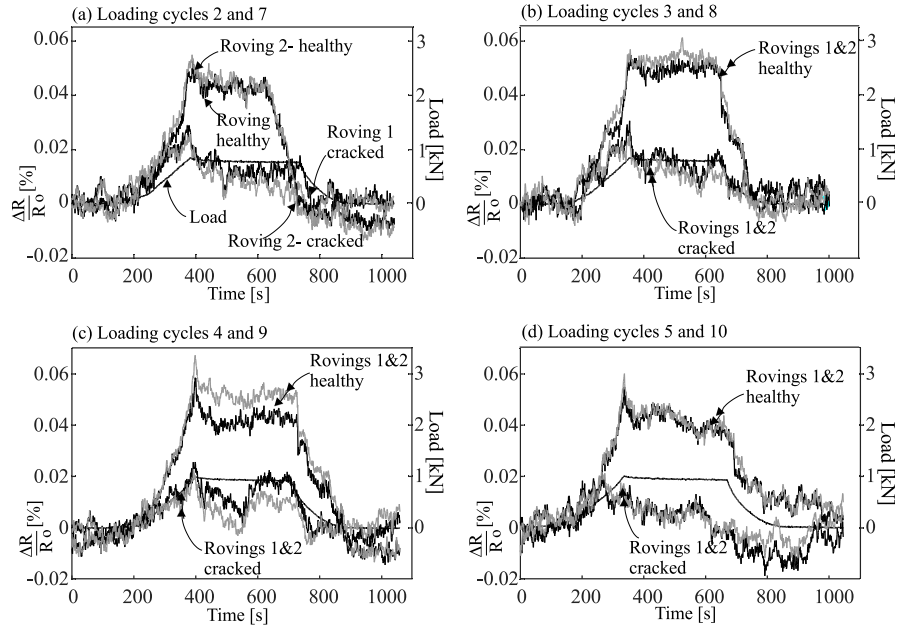 (a) Loading cycles 2 and 7
0.06
0.04
0.02
0
-0.02
ΔR
Ro
[%]
3
2
1
0
Load [kN]
Roving 2- healthy
Roving
healthy
Roving 1
cracked
Load
Roving 2- cracked
0 200 400 600 800 1000
Time [s]
(b) Loading cycles 3 and 8
0.06
0.04
0.02
0
-0.02
ΔR
Ro
[%]
3
2
1
0
Load [kN]
Rovings 1&2
healthy
Rovings 1&2
cracked
0 200 400 600 800 1000
Time [s]
(c) Loading cycles 4 and 9
0.06
0.04
0.02
0
-0.02
ΔR
Ro
[%]
3
2
1
0
Load [kN]
Rovings 1&2
healthy
Rovings 1&2
cracked
0 200 400 600 800 1000
Time [s]
(d) Loading cycles 5 and 10
0.06
0.04
0.02
0
-0.02
ΔR
Ro
[%]
3
2
1
0
Load [kN]
Rovings 1&2
healthy
Rovings 1&2
cracked
0 200 400 600 800 1000
Time [s]